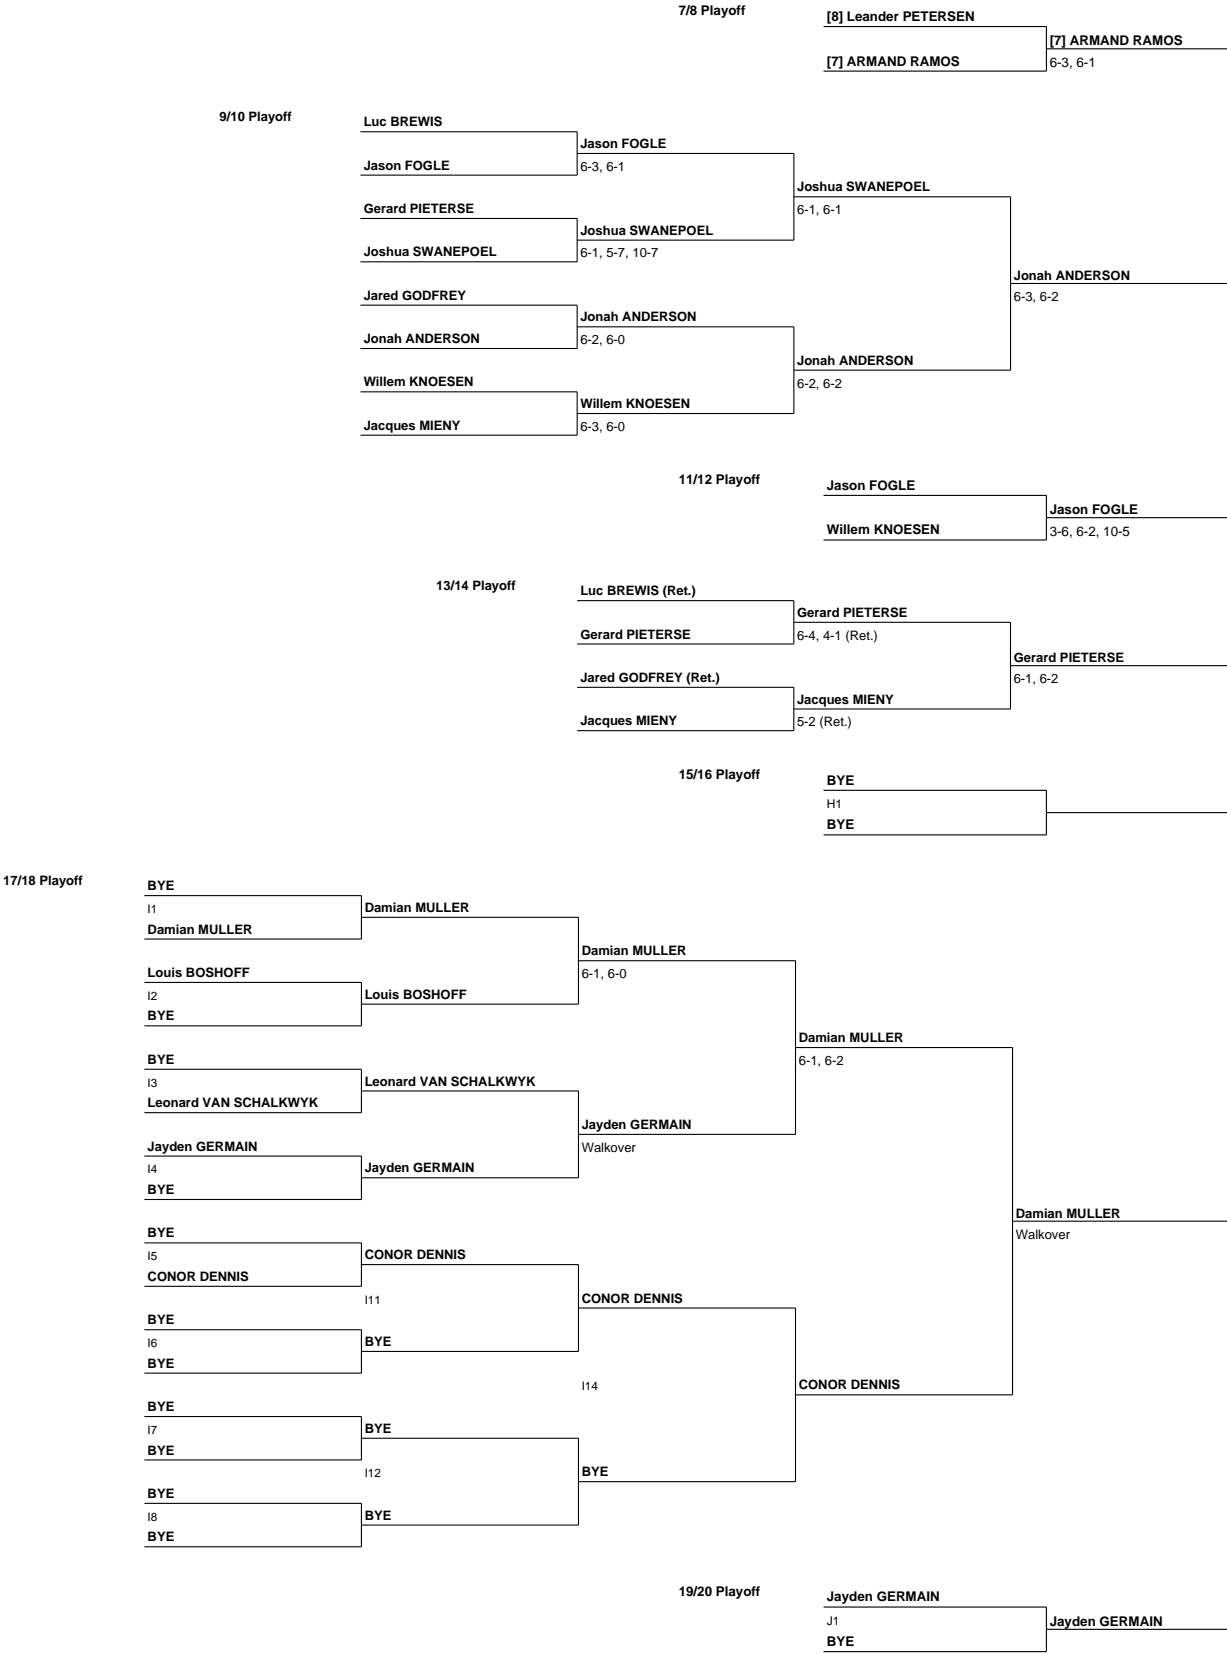 7/8 Playoff
[8] Leander PETERSEN
[7] ARMAND RAMOS
[7] ARMAND RAMOS
6-3, 6-1
9/10 Playoff
Luc BREWIS
Jason FOGLE
Jason FOGLE
6-3, 6-1
Joshua SWANEPOEL
Gerard PIETERSE
6-1, 6-1
Joshua SWANEPOEL
Joshua SWANEPOEL
6-1, 5-7, 10-7
Jonah ANDERSON
Jared GODFREY
6-3, 6-2
Jonah ANDERSON
Jonah ANDERSON
6-2, 6-0
Jonah ANDERSON
Willem KNOESEN
6-2, 6-2
Willem KNOESEN
Jacques MIENY
6-3, 6-0
11/12 Playoff
Jason FOGLE
Jason FOGLE
Willem KNOESEN
3-6, 6-2, 10-5
13/14 Playoff
Luc BREWIS (Ret.)
Gerard PIETERSE
Gerard PIETERSE
6-4, 4-1 (Ret.)
Gerard PIETERSE
Jared GODFREY (Ret.)
6-1, 6-2
Jacques MIENY
Jacques MIENY
5-2 (Ret.)
15/16 Playoff
BYE
H1
BYE
17/18 Playoff
BYE
I1
Damian MULLER
Damian MULLER
Damian MULLER
Louis BOSHOFF
6-1, 6-0
I2
Louis BOSHOFF
BYE
Damian MULLER
BYE
6-1, 6-2
I3
Leonard VAN SCHALKWYK
Leonard VAN SCHALKWYK
Jayden GERMAIN
Jayden GERMAIN
Walkover
I4
Jayden GERMAIN
BYE
Damian MULLER
BYE
Walkover
I5
CONOR DENNIS
CONOR DENNIS
I11
CONOR DENNIS
BYE
I6
BYE
BYE
I14
CONOR DENNIS
BYE
I7
BYE
BYE
I12
BYE
BYE
I8
BYE
BYE
19/20 Playoff
Jayden GERMAIN
J1
Jayden GERMAIN
BYE